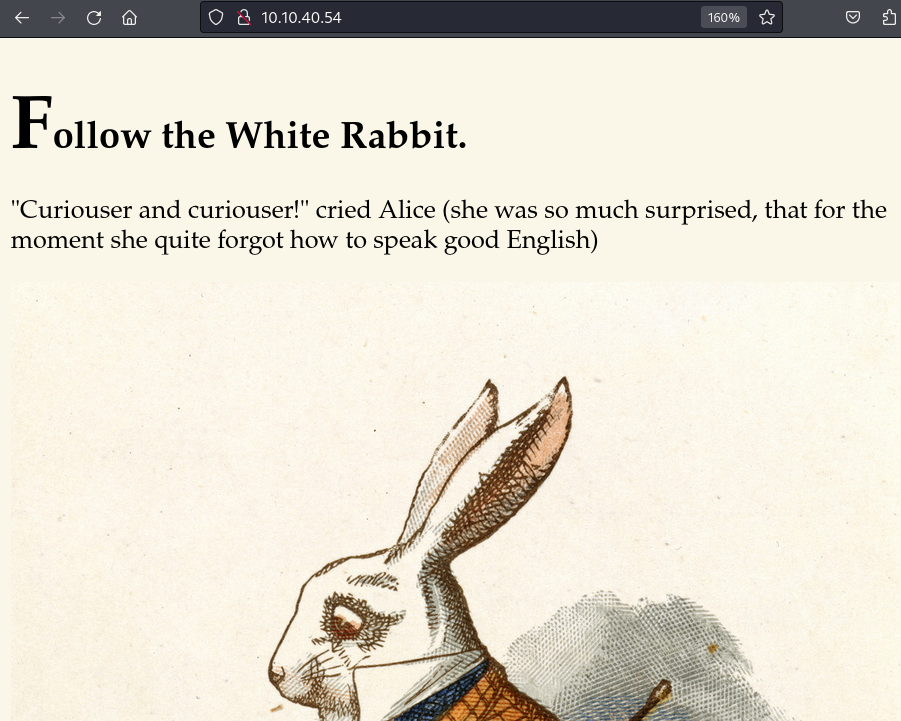 10.10.40.54
160%
Follow the White Rabbit.
"Curiouser and curiouser!" cried Alice (she was so much surprised, that for the
moment she quite forgot how to speak good English)